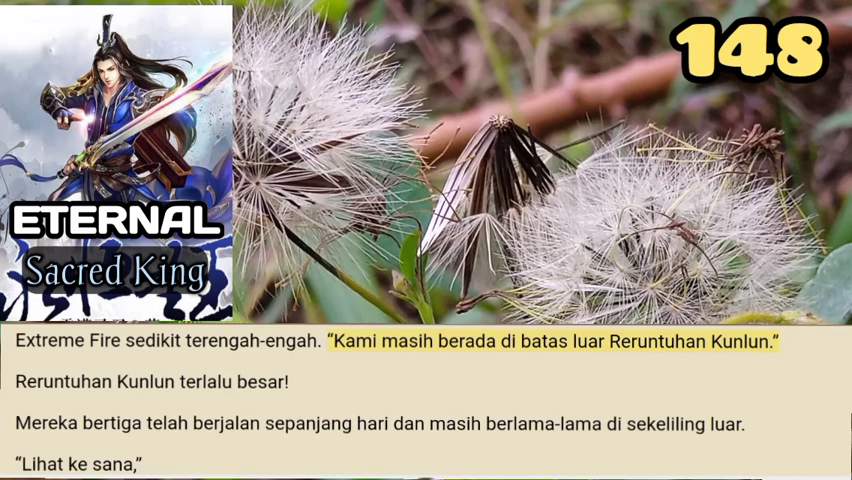 148
ETERNAL
Sacred King
Extreme Fire sedikit terengah-engah. “Kami masih berada di batas luar Reruntuhan Kunlun.”
Reruntuhan Kunlun terlalu besar!
Mereka bertiga telah berjalan sepanjang hari dan masih berlama-lama di sekeliling luar.
“Lihat ke sana,”